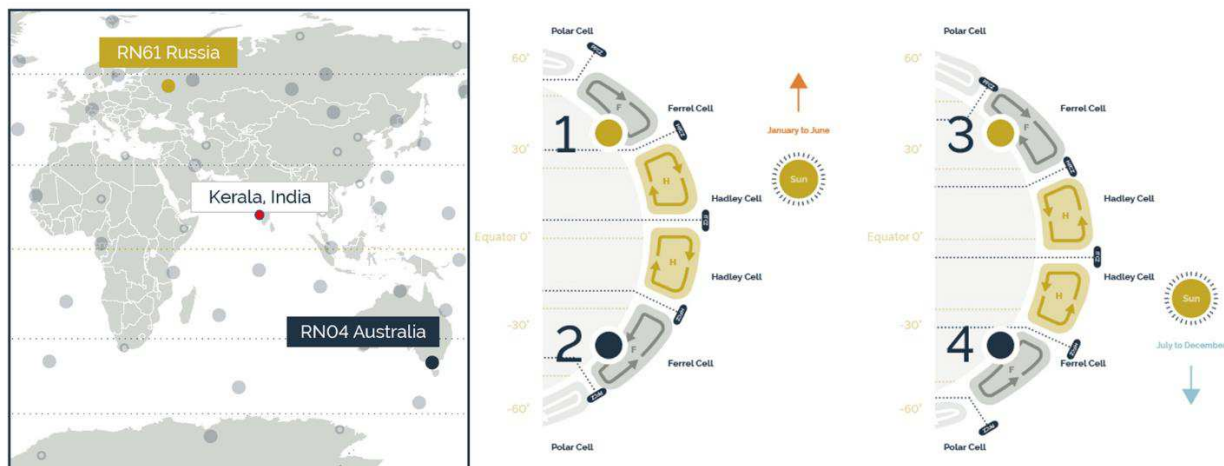 RN61 Russia
Kerala, India
RN04 Australia
Polar Cell
60°
Ferrel Cell
1
F
30°
H
Hadley Cell
ITCZ
Equator 0°
H
Hadley Cell
-30°
2
F
Ferrel Cell
-60°
Polar Cell
January to June
Sun
Polar Cell
60°
Ferrel Cell
3
F
30°
H
Hadley Cell
ITCZ
Equator 0°
Hadley Cell
H
-30°
4
F
Ferrel Cell
-60°
Polar Cell
Sun
July to December